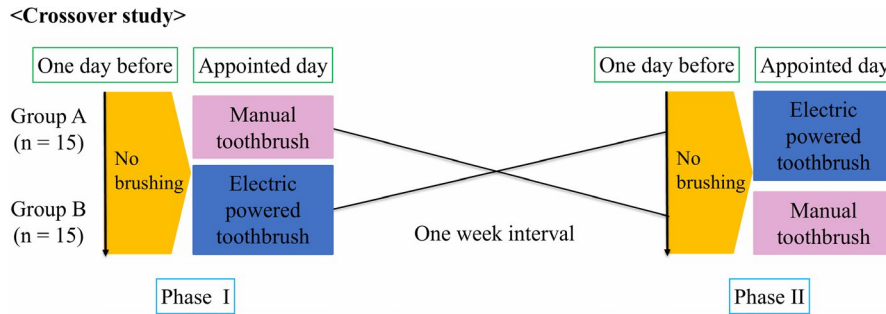 <Crossover study>
One day before
Appointed day
One day before
Appointed day
Group A
(n = 15)
Group B
(n = 15)
No
brushing
Manual
toothbrush
Electric
powered
toothbrush
One week interval
No
brushing
Electric
powered
toothbrush
Manual
toothbrush
Phase I
Phase II